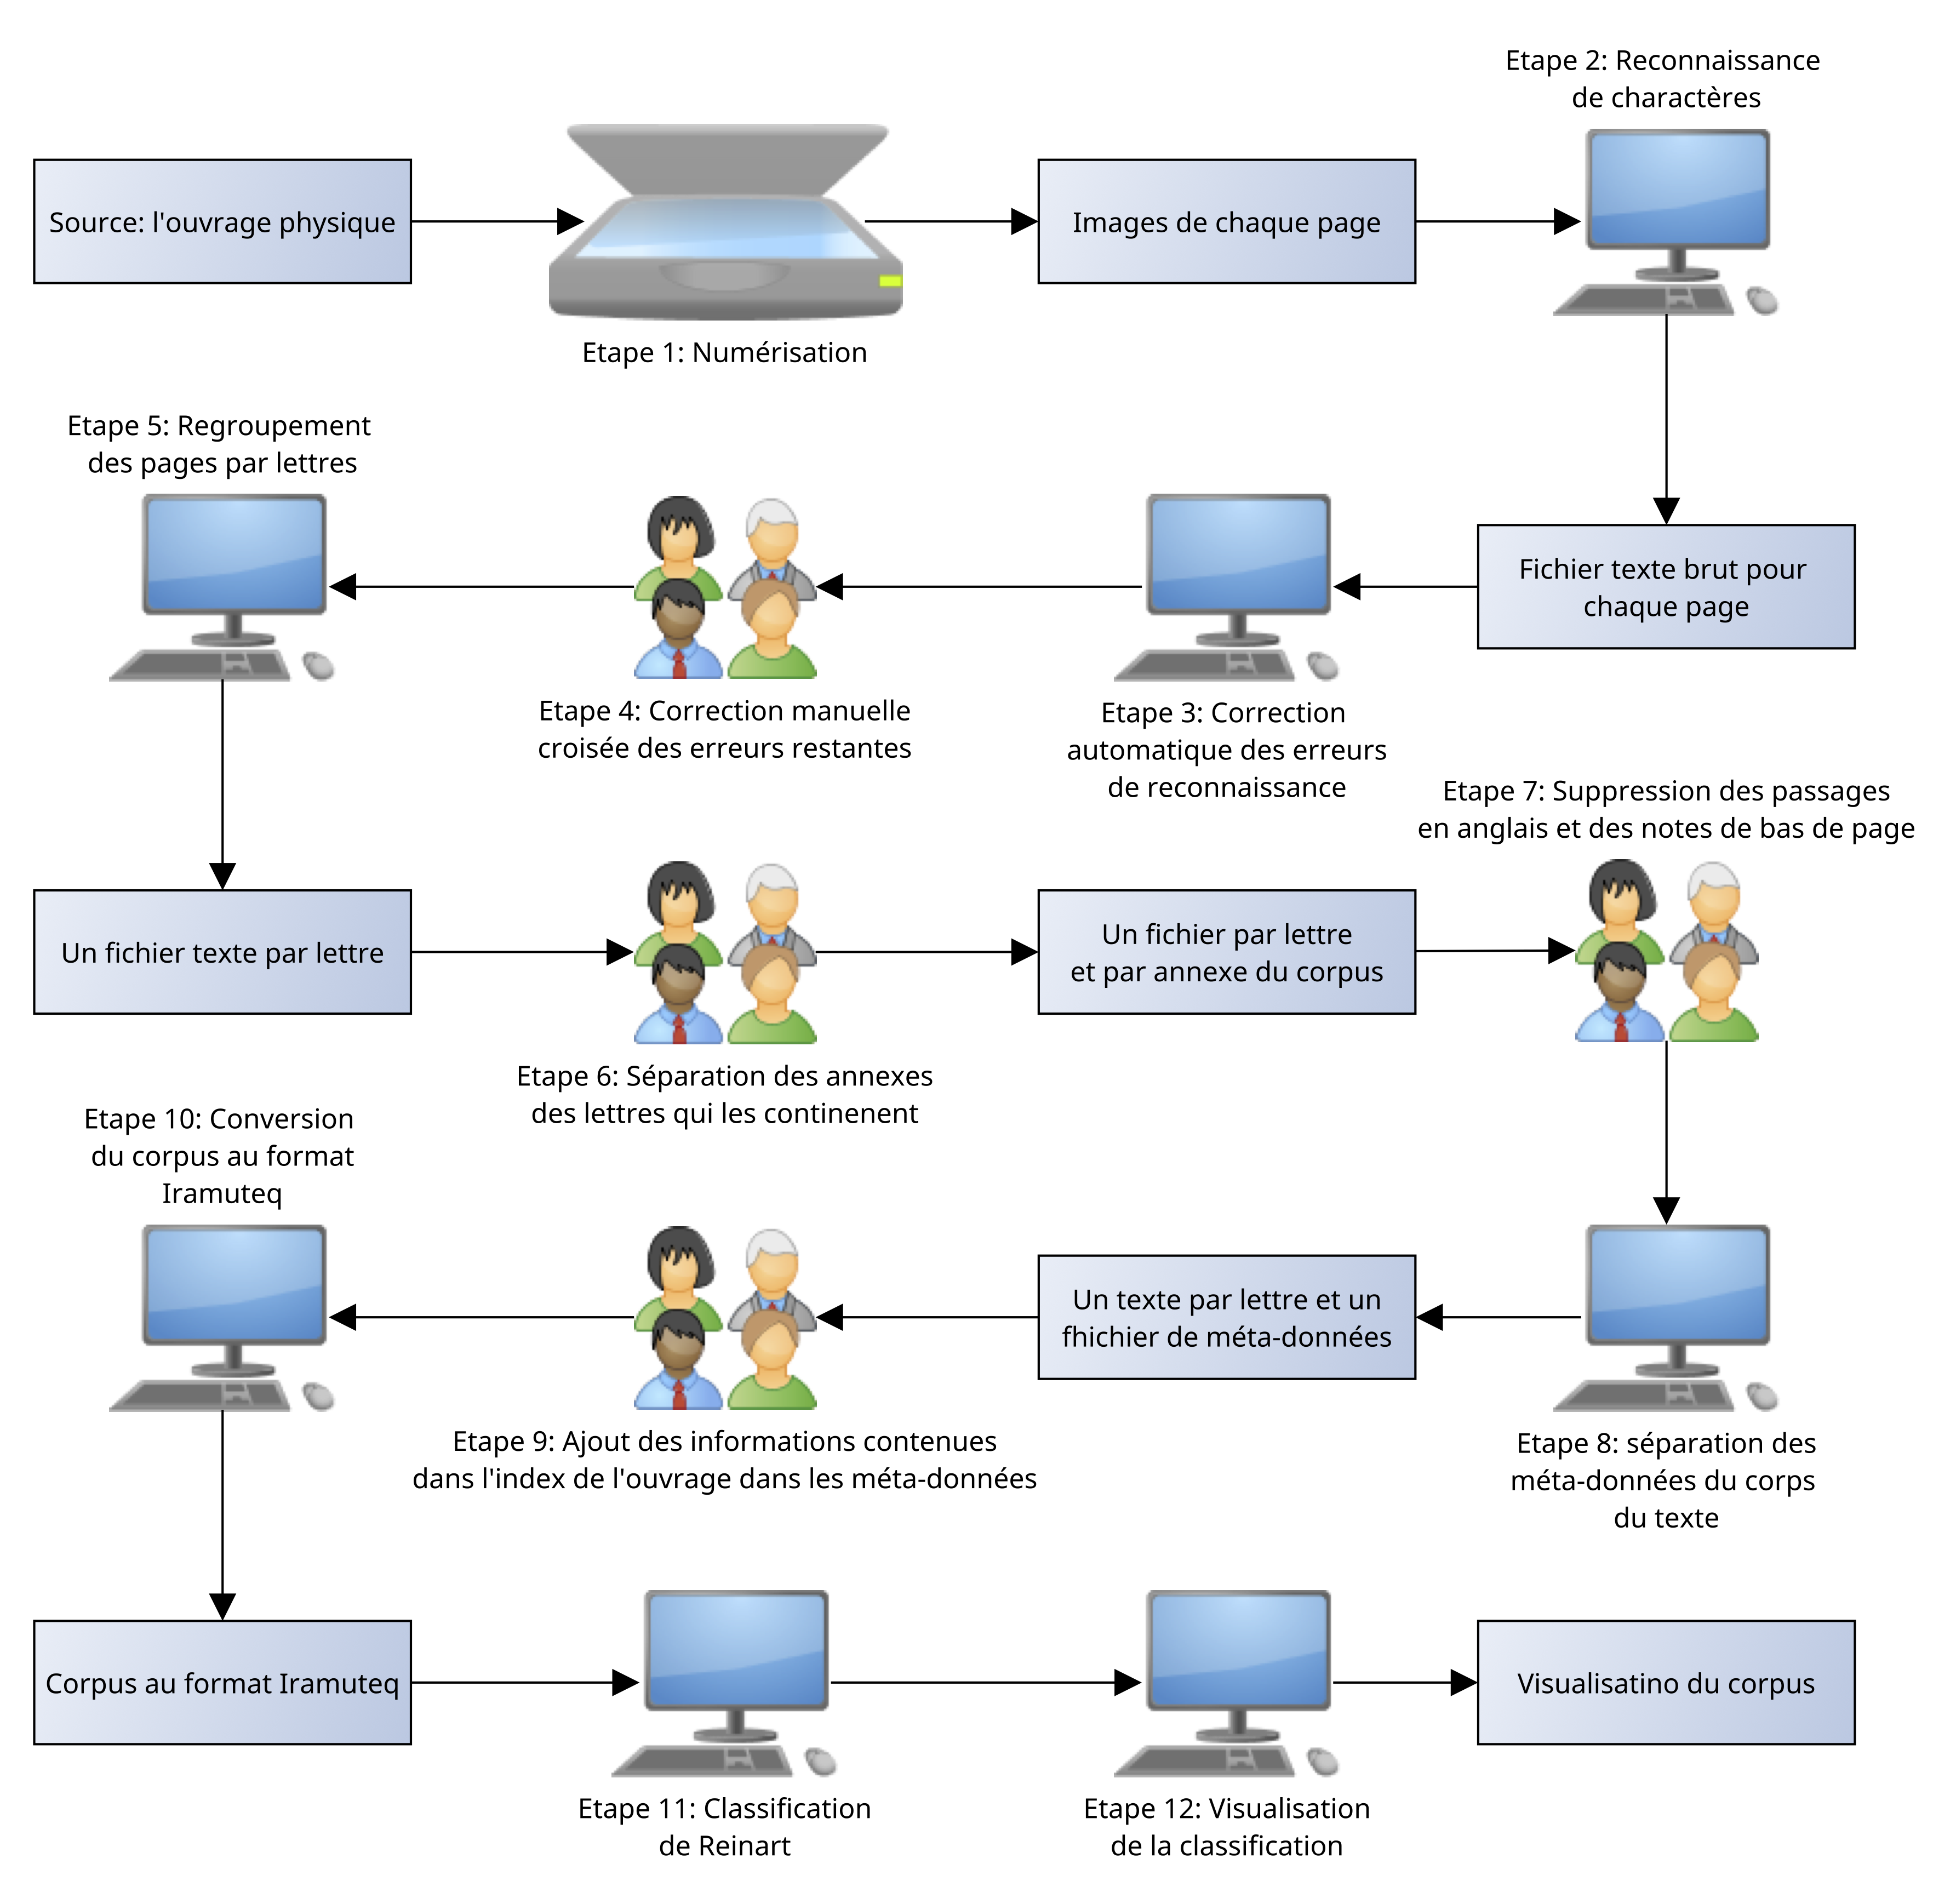 Etape 2: Reconnaissance
de charactères
Source: l'ouvrage physique
Images de chaque page
Etape 1: Numérisation
Etape 5: Regroupement
des pages par lettres
Fichier texte brut pour
chaque page
Etape 4: Correction manuelle
croisée des erreurs restantes
Etape 3: Correction
automatique des erreurs
de reconnaissance
Etape 7: Suppression des passages
en anglais et des notes de bas de page
Un fichier texte par lettre
Un fichier par lettre
et par annexe du corpus
Etape 6: Séparation des annexes
des lettres qui les continenent
Etape 10: Conversion
du corpus au format
Iramuteq
Un texte par lettre et un
fhichier de méta-données
Etape 9: Ajout des informations contenues
dans l'index de l'ouvrage dans les méta-données
Etape 8: séparation des
méta-données du corps
du texte
Corpus au format Iramuteq
Visualisatino du corpus
Etape 11: Classification
de Reinart
Etape 12: Visualisation
de la classification